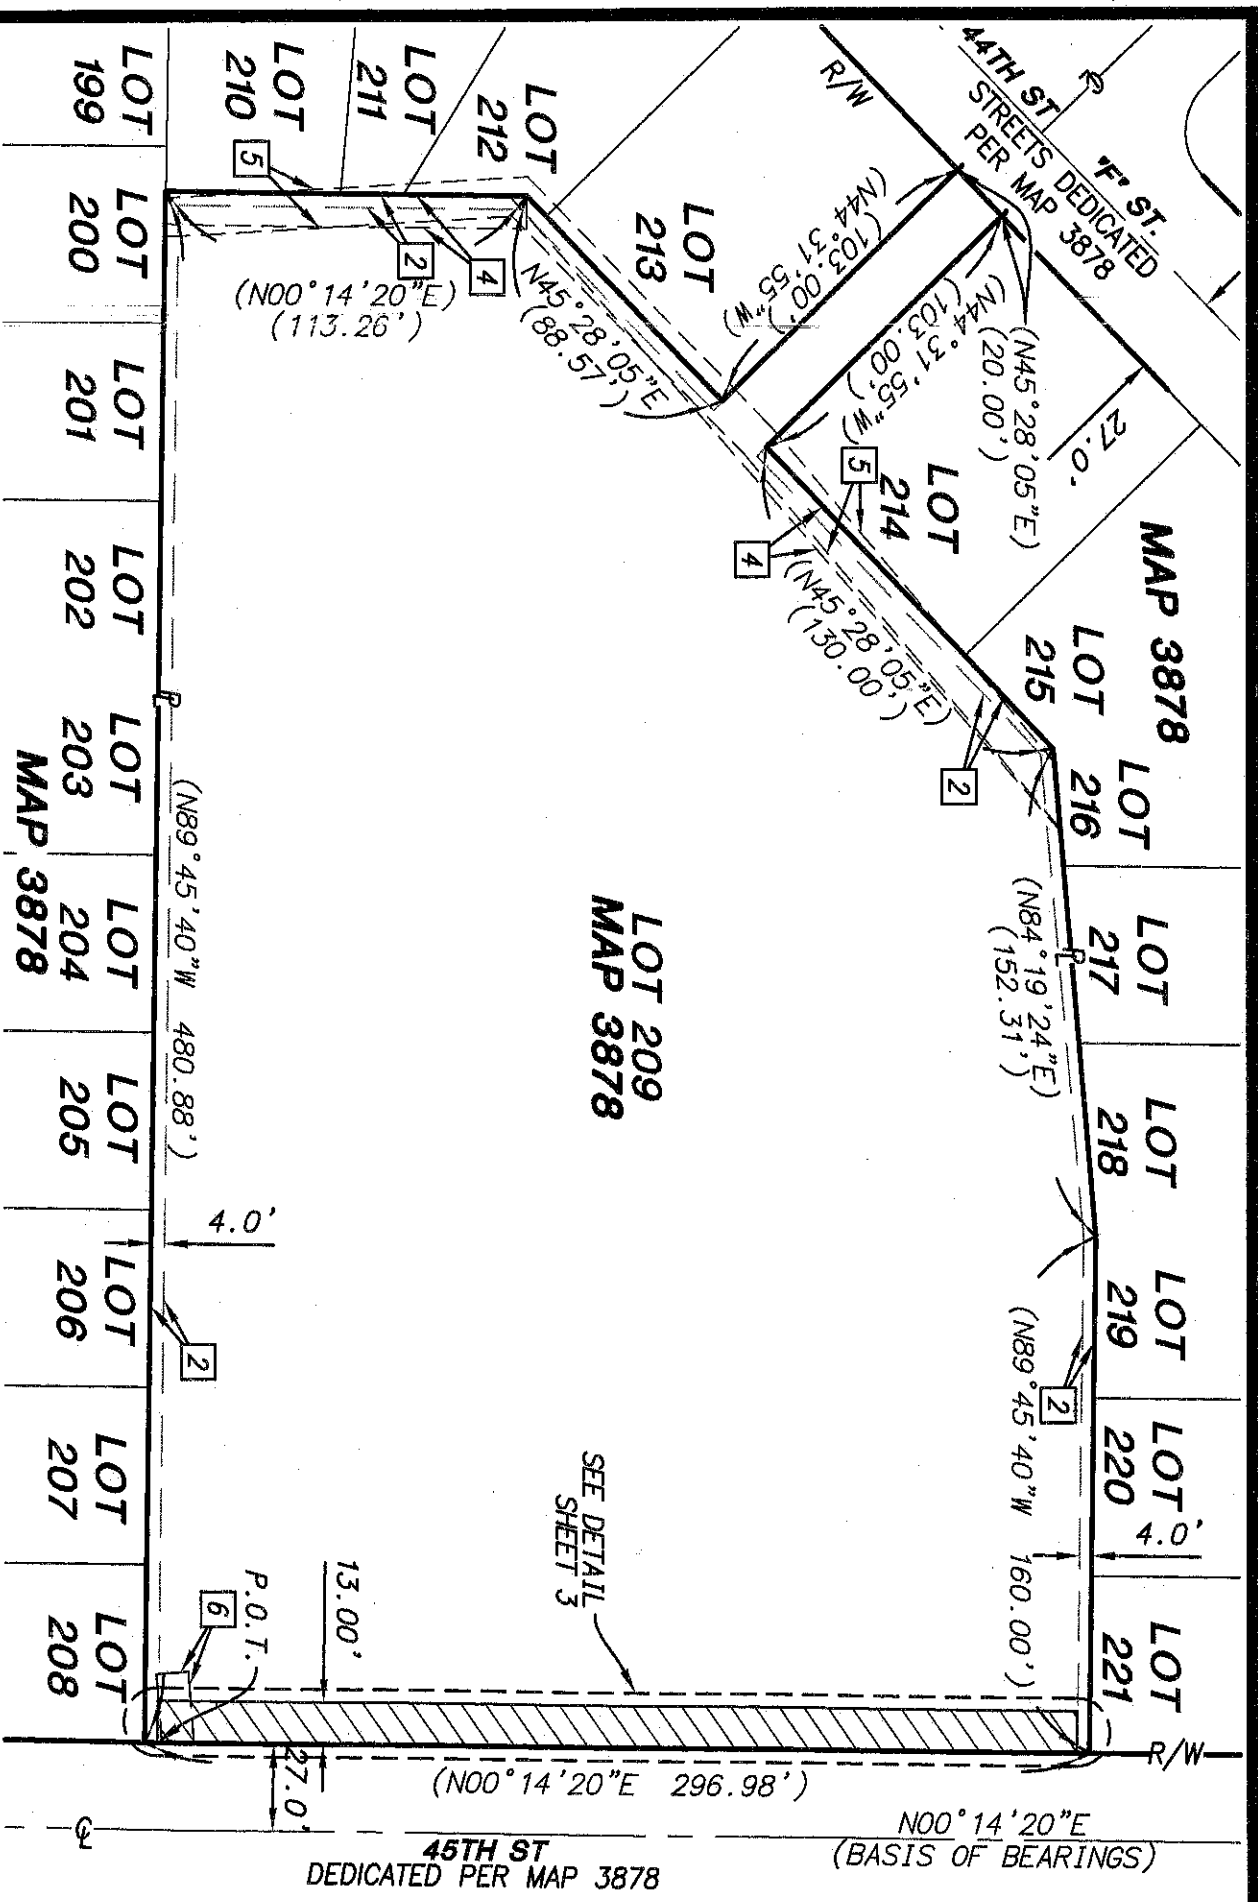 44TH ST
'F' ST.
STREETS DEDICATED
PER MAP 3878
R/W
LOT
199
LOT
210
LOT
211
LOT
212
LOT
213
(N44°31'55"W)
(103.00')
(N44°31'55"W)
(103.00')
(N45°28'05"E)
(20.00')
27.0'
LOT
214
MAP 3878
LOT
215
LOT
216
LOT
217
LOT
218
LOT
219
LOT
220
LOT
221
4.0'
R/W
5
2
4
(N00°14'20"E)
(113.26')
N45°28'05"E
(88.57')
5
4
(N45°28'05"E)
(130.00')
2
(N84°19'24"E)
(152.31')
(N89°45'40"W 160.00')
2
LOT
200
LOT
201
LOT
202
LOT
203
MAP 3878
LOT
204
LOT
205
LOT
206
LOT
207
LOT
208
(N89°45'40"W 480.88')
4.0'
2
LOT 209
MAP 3878
SEE DETAIL
SHEET 3
13.00'
P.O.T.
6
27.0'
(N00°14'20"E 296.98')
N00°14'20"E
(BASIS OF BEARINGS)
45TH ST
DEDICATED PER MAP 3878